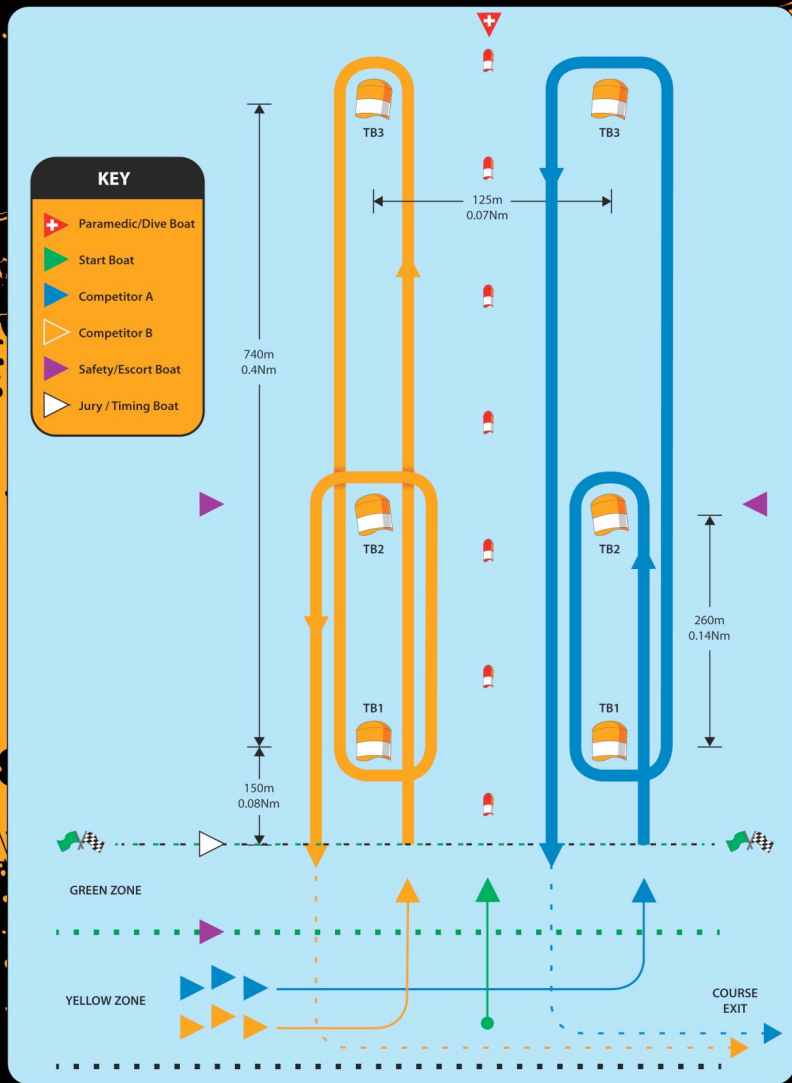 TB3
TB3
KEY
Paramedic/Dive Boat
Start Boat
Competitor A
Competitor B
Safety/Escort Boat
Jury / Timing Boat
125m
0.07Nm
740m
0.4Nm
TB2
TB2
260m
0.14Nm
TB1
TB1
150m
0.08Nm
GREEN ZONE
YELLOW ZONE
COURSE
EXIT